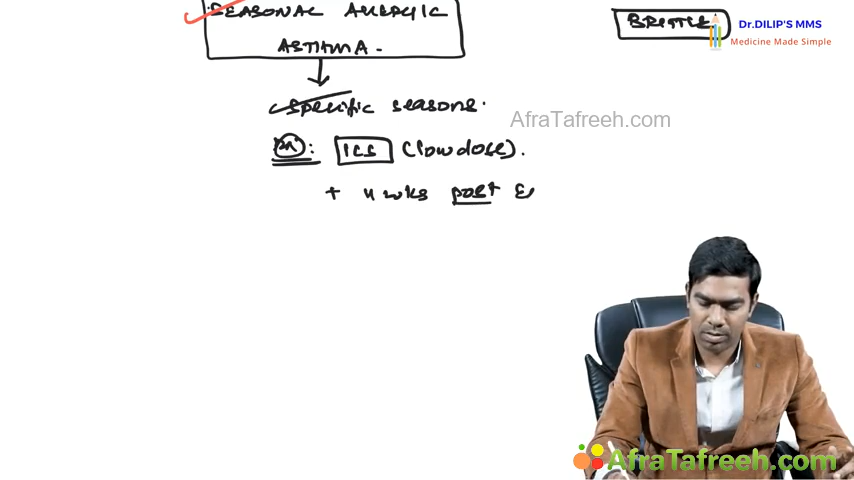 SEASONAL ALLERGIC
ASTHMA.
specific seasons.
Rx: ICS (low dose).
+ 4 wks post E
BRITTLE
Dr.DILIP'S MMS
Medicine Made Simple
AfraTafreeh.com
AfraTafreeh.com